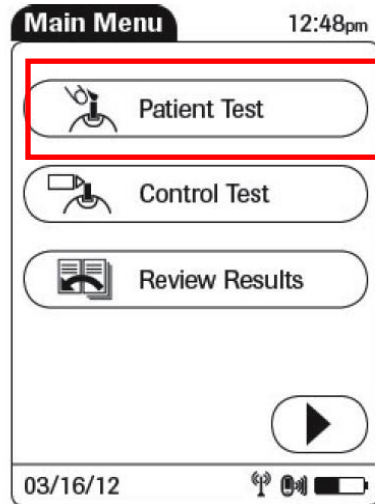 Main Menu 12:48pm
Patient Test
Control Test
Review Results
03/16/12